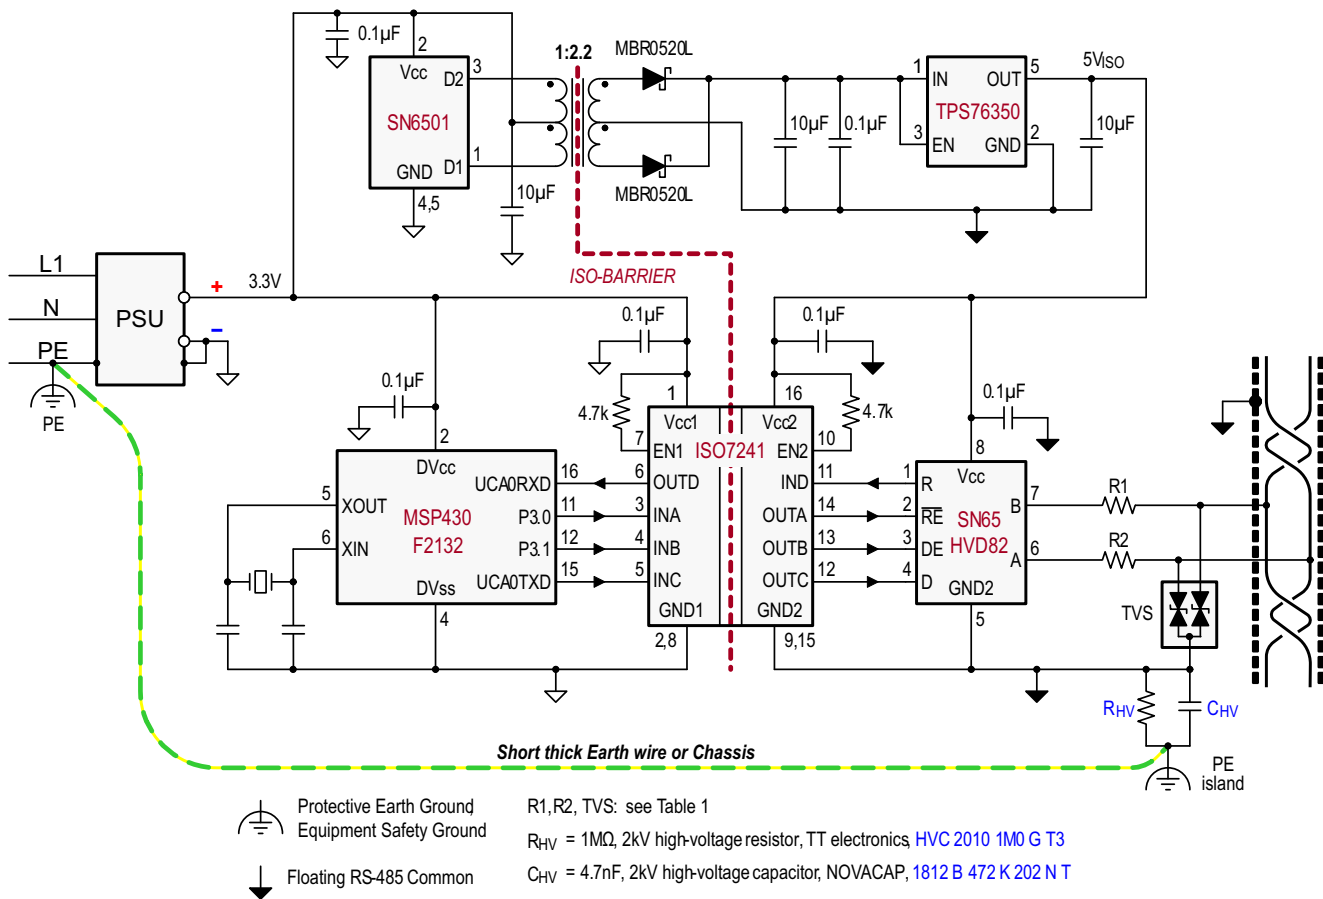 0.1µF
2
Vcc
D2
3
SN6501
D1
1
GND
4,5
10µF
1:2.2
MBR0520L
MBR0520L
10µF
0.1µF
1
IN
OUT
5
TPS76350
3
EN
GND
2
5VISO
10µF
ISO-BARRIER
L1
N
PE
PSU
+
3.3V
–
PE
0.1µF
0.1µF
0.1µF
4.7k
1
16
4.7k
0.1µF
Vcc1
Vcc2
7
EN1
ISO7241
EN2
10
2
DVcc
8
Vcc
5
XOUT
UCA0RXD
16
6
OUTD
IND
11
1
R
MSP430
F2132
P3.0
11
3
INA
OUTA
14
2
RE
SN65
HVD82
B
7
R1
6
XIN
P3.1
12
4
INB
OUTB
13
3
DE
A
6
R2
UCA0TXD
15
5
INC
OUTC
12
4
D
DVss
4
GND1
GND2
2,8
9,15
GND2
5
TVS
RHV
CHV
Short thick Earth wire or Chassis
PE
island
Protective Earth Ground
Equipment Safety Ground
Floating RS-485 Common
R1,R2, TVS: see Table 1
RHV = 1MΩ, 2kV high-voltage resistor, TT electronics, HVC 2010 1M0 G T3
CHV = 4.7nF, 2kV high-voltage capacitor, NOVACAP, 1812 B 472 K 202 N T